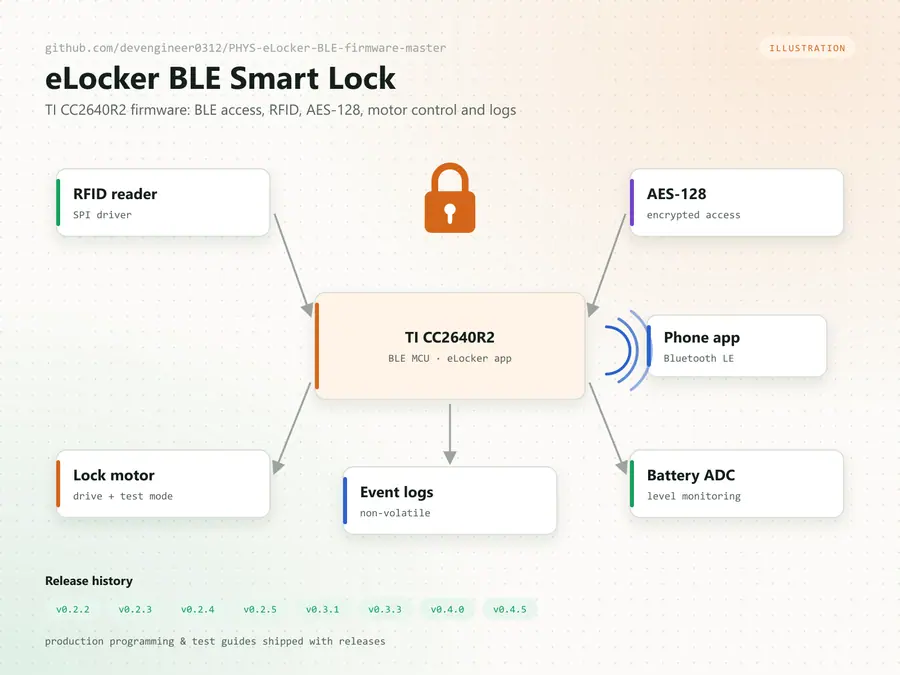 github.com/devengineer0312/PHYS-eLocker-BLE-firmware-master
ILLUSTRATION
eLocker BLE Smart Lock
TI CC2640R2 firmware: BLE access, RFID, AES-128, motor control and logs
RFID reader
SPI driver
AES-128
encrypted access
TI CC2640R2
BLE MCU · eLocker app
Phone app
Bluetooth LE
Lock motor
drive + test mode
Event logs
non-volatile
Battery ADC
level monitoring
Release history
v0.2.2 v0.2.3 v0.2.4 v0.2.5 v0.3.1 v0.3.3 v0.4.0 v0.4.5
production programming & test guides shipped with releases